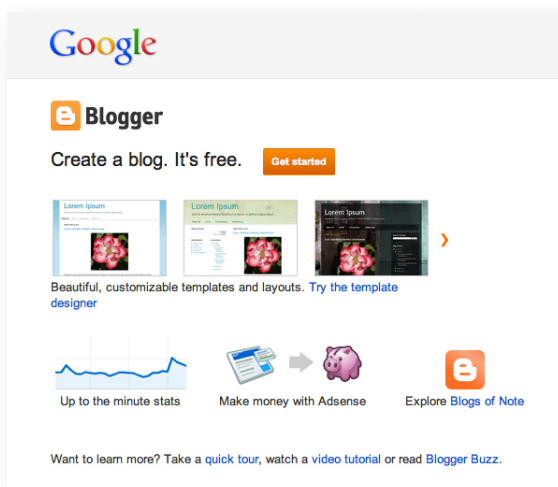 Google
Blogger
Create a blog. It's free. Get started
Lorem Ipsum Lorem Ipsum Lorem Ipsum
Beautiful, customizable templates and layouts. Try the template
designer
Up to the minute stats Make money with Adsense Explore Blogs of Note
Want to learn more? Take a quick tour, watch a video tutorial or read Blogger Buzz.